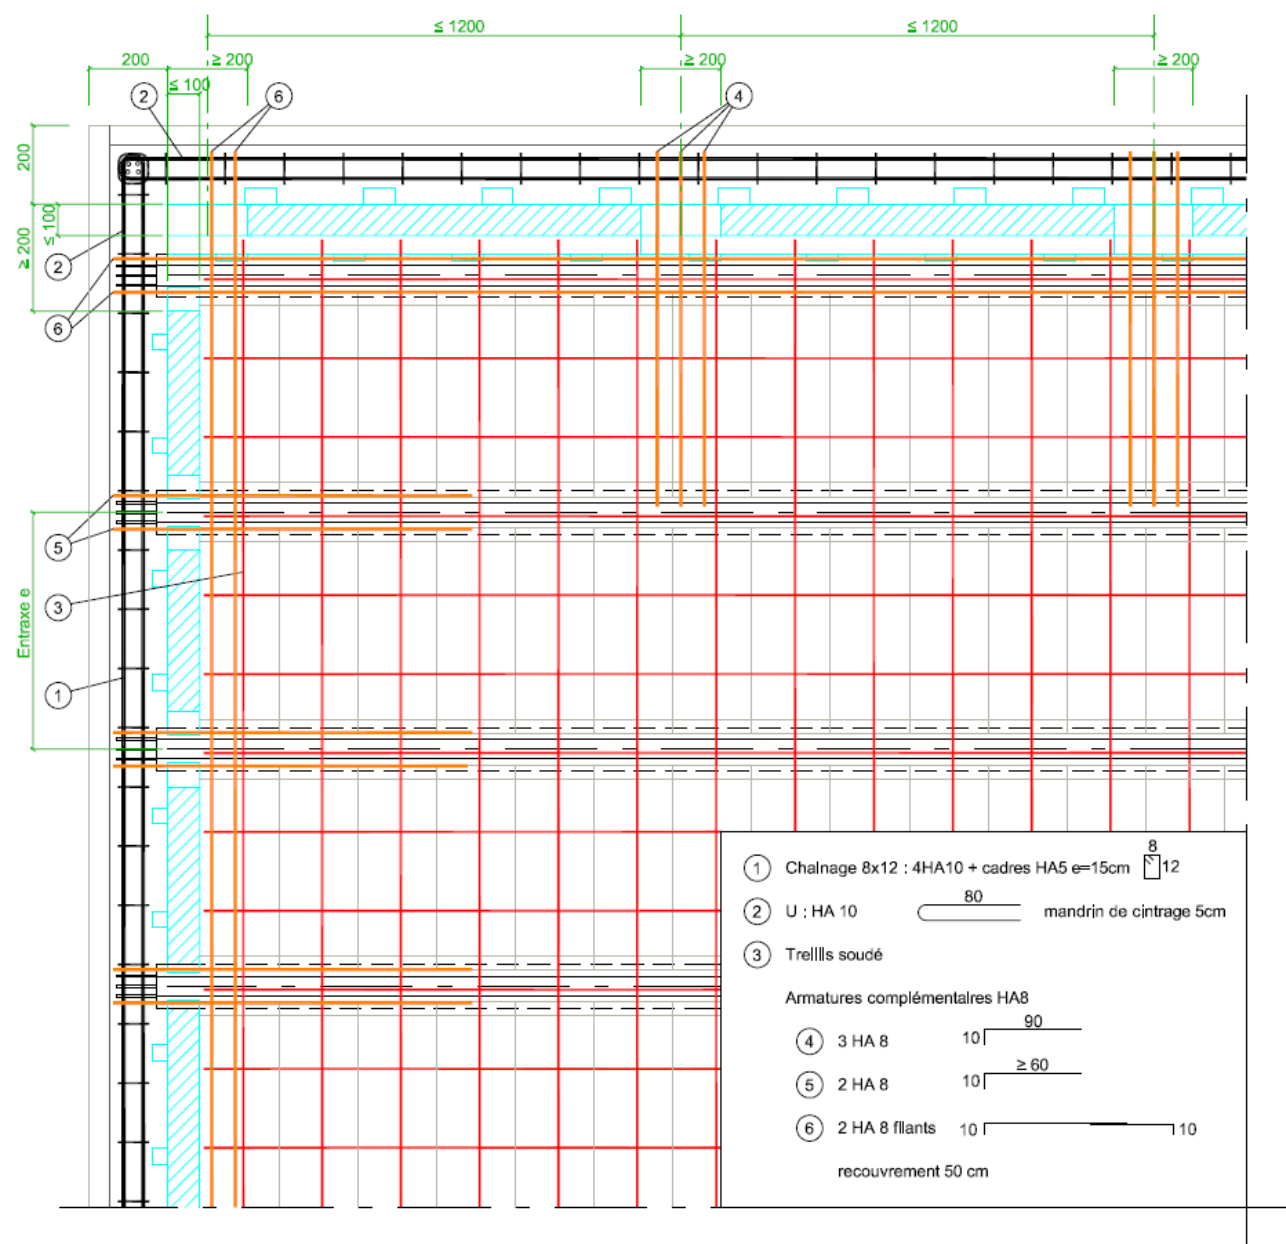 ≤ 1200
≤ 1200
200
≥ 200
≥ 200
≥ 200
≤ 100
2
6
4
200
≤ 100
≥ 200
2
6
5
Entraxe e
3
1
1 Chaînage 8x12 : 4HA10 + cadres HA5 e=15cm 8 12
2 U : HA 10 80 mandrin de cintrage 5cm
3 Treillis soudé
Armatures complémentaires HA8
4 3 HA 8 10 90
5 2 HA 8 10 ≥ 60
6 2 HA 8 filants 10 10
recouvrement 50 cm